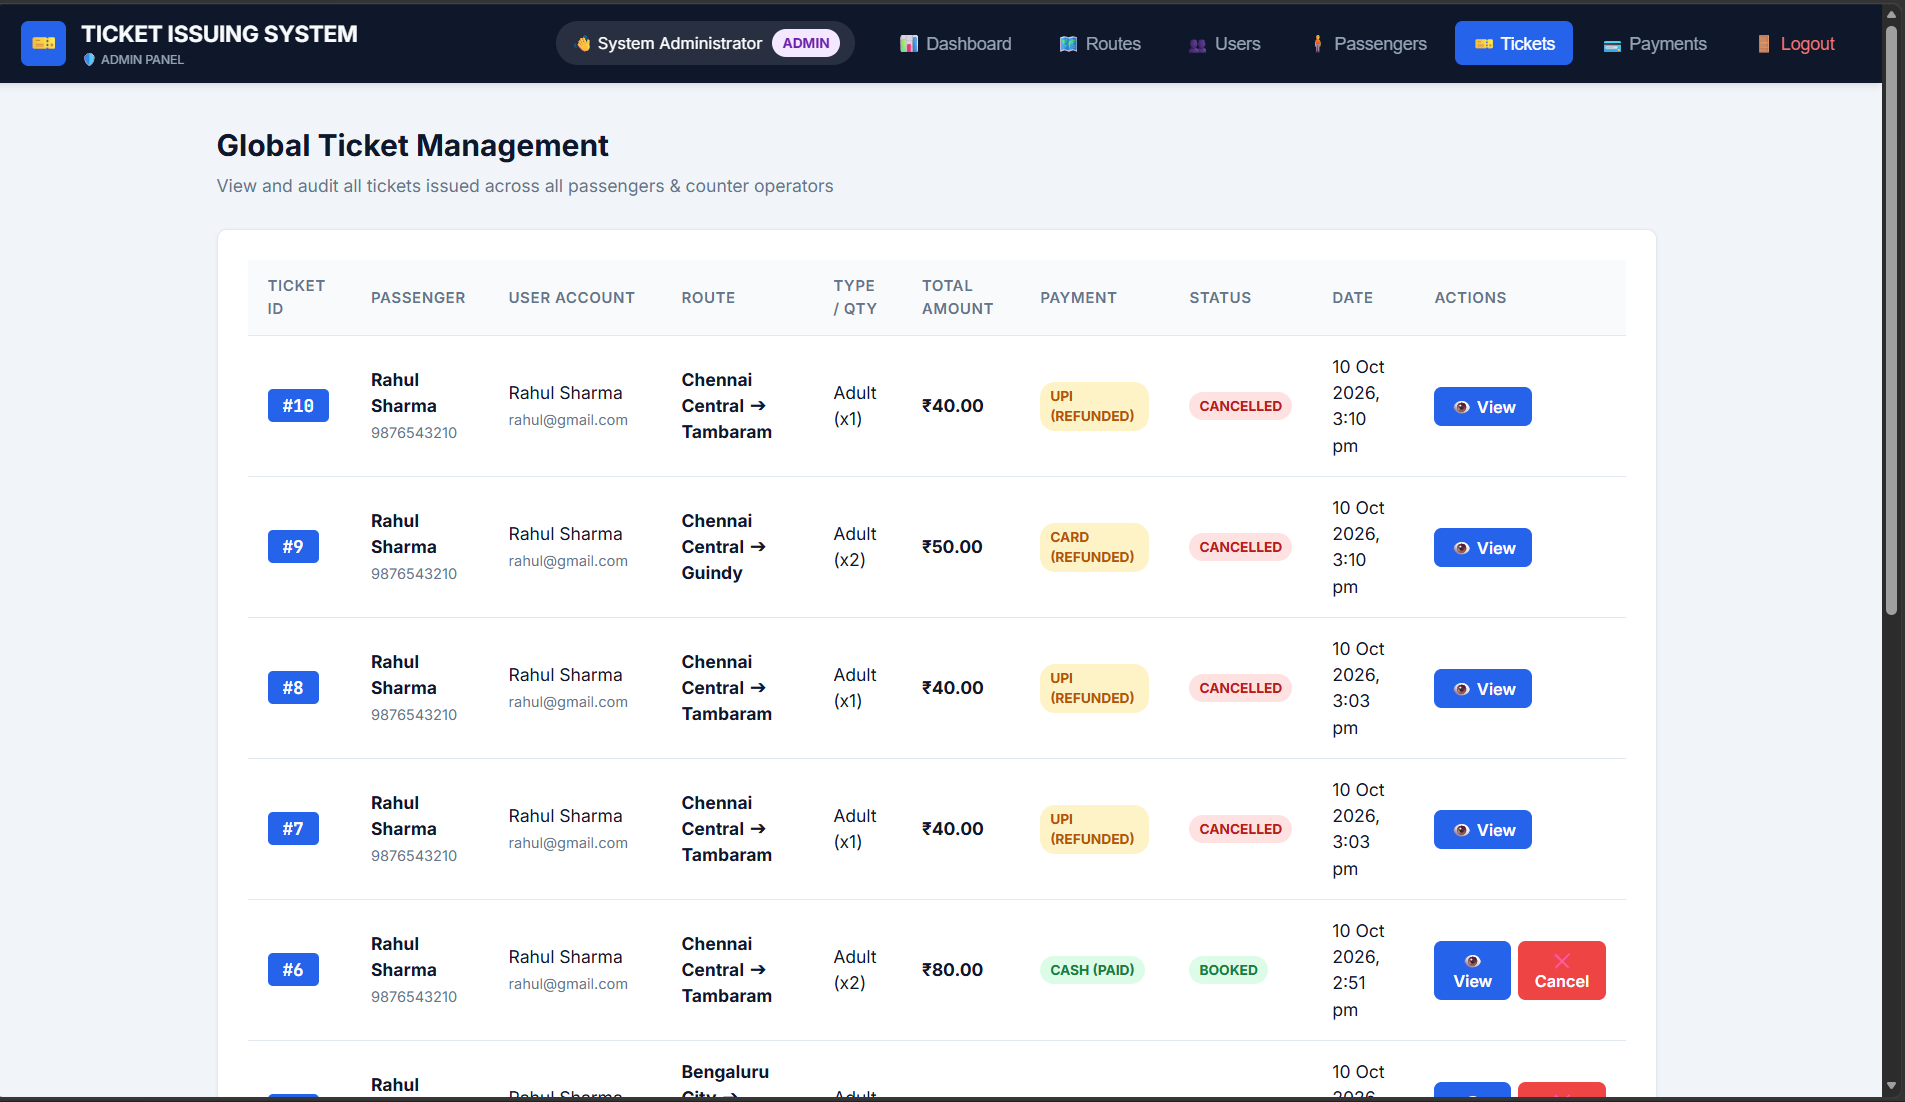 TICKET ISSUING SYSTEM
ADMIN PANEL
System Administrator ADMIN
Dashboard
Routes
Users
Passengers
Tickets
Payments
Logout
Global Ticket Management
View and audit all tickets issued across all passengers & counter operators
TICKET ID PASSENGER USER ACCOUNT ROUTE TYPE / QTY TOTAL AMOUNT PAYMENT STATUS DATE ACTIONS
#10
Rahul
Sharma
9876543210
Rahul Sharma
rahul@gmail.com
Chennai
Central →
Tambaram
Adult
(x1)
₹40.00
UPI
(REFUNDED)
CANCELLED
10 Oct
2026,
3:10
pm
View
#9
Rahul
Sharma
9876543210
Rahul Sharma
rahul@gmail.com
Chennai
Central →
Guindy
Adult
(x2)
₹50.00
CARD
(REFUNDED)
CANCELLED
10 Oct
2026,
3:10
pm
View
#8
Rahul
Sharma
9876543210
Rahul Sharma
rahul@gmail.com
Chennai
Central →
Tambaram
Adult
(x1)
₹40.00
UPI
(REFUNDED)
CANCELLED
10 Oct
2026,
3:03
pm
View
#7
Rahul
Sharma
9876543210
Rahul Sharma
rahul@gmail.com
Chennai
Central →
Tambaram
Adult
(x1)
₹40.00
UPI
(REFUNDED)
CANCELLED
10 Oct
2026,
3:03
pm
View
#6
Rahul
Sharma
9876543210
Rahul Sharma
rahul@gmail.com
Chennai
Central →
Tambaram
Adult
(x2)
₹80.00
CASH (PAID)
BOOKED
10 Oct
2026,
2:51
pm
View
Cancel
Rahul
Rahul Sharma
Bengaluru
City →
Adult
10 Oct
2026,